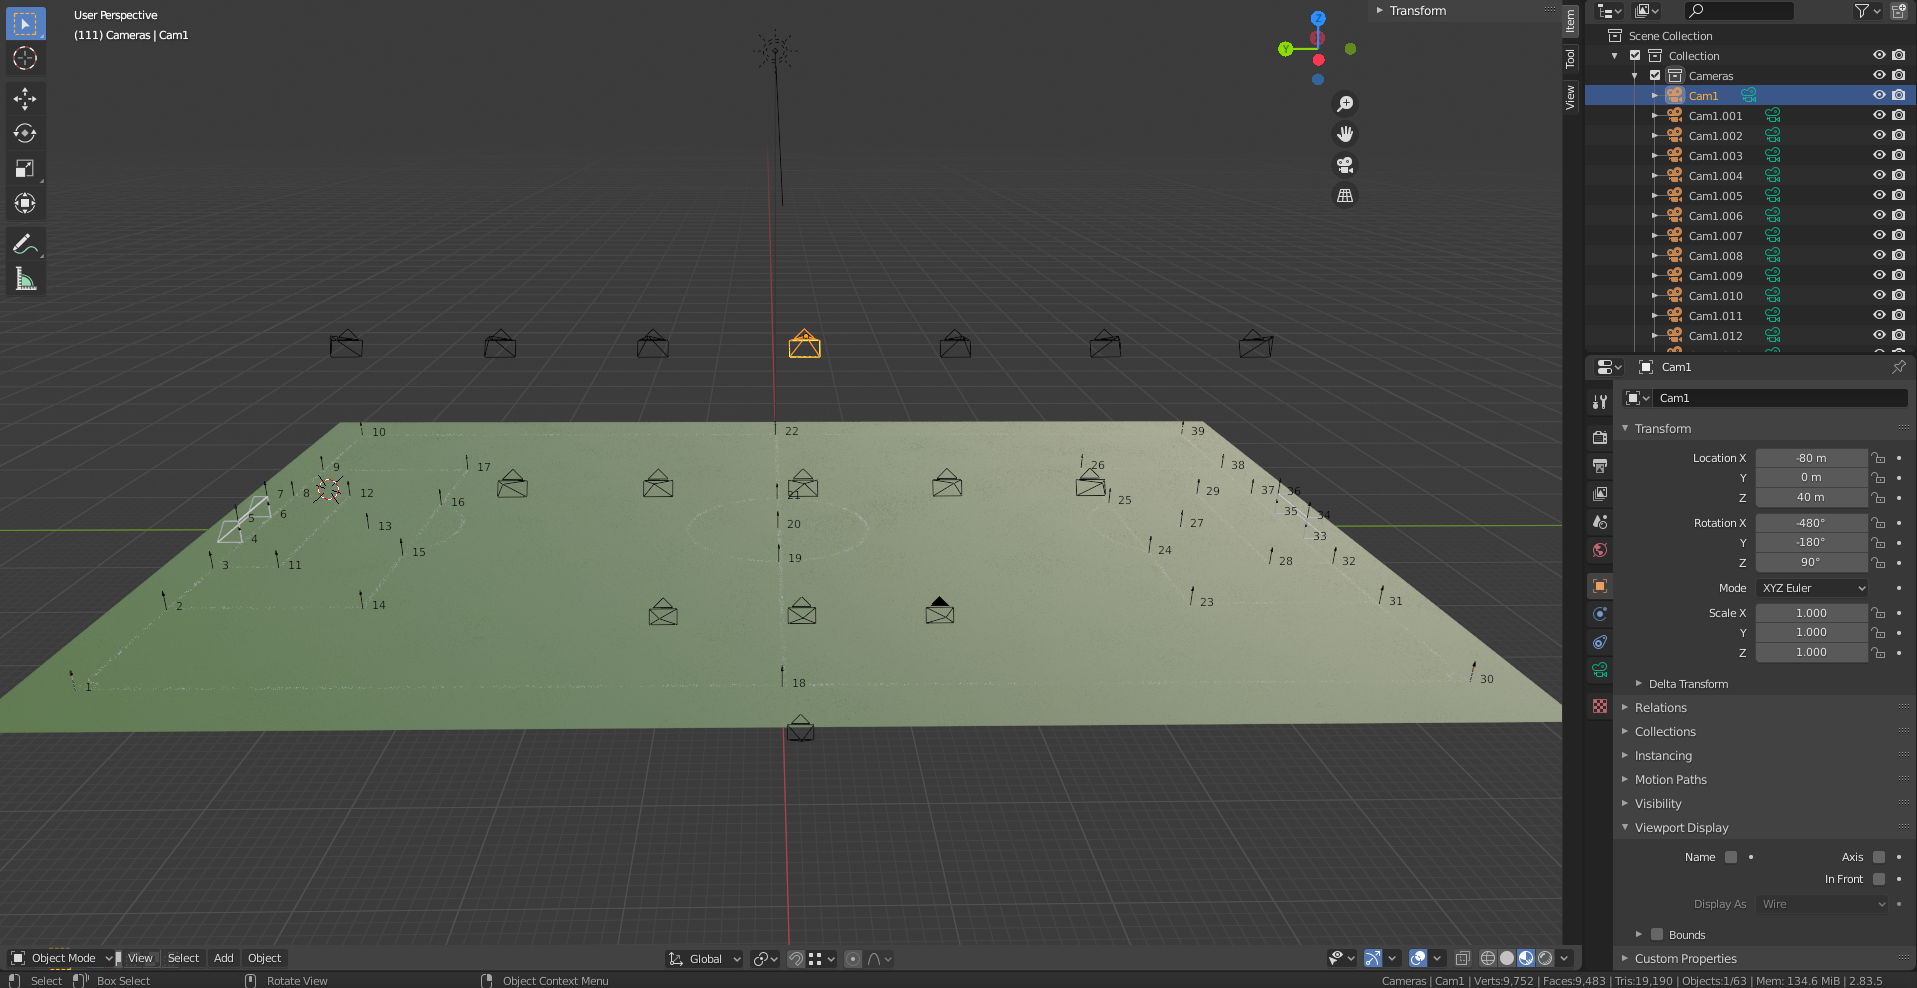 User Perspective
(111) Cameras | Cam1
Transform
Item
Tool
View
Z
Y
10
22
39
9
17
26
38
7
8
12
16
21
25
29
37
36
6
5
13
20
27
35
34
4
15
19
24
33
3
11
28
32
2
14
23
31
1
18
30
Object Mode
View
Select
Add
Object
Global
Scene Collection
Collection
Cameras
Cam1
Cam1.001
Cam1.002
Cam1.003
Cam1.004
Cam1.005
Cam1.006
Cam1.007
Cam1.008
Cam1.009
Cam1.010
Cam1.011
Cam1.012
Cam1
Cam1
Transform
Location X -80 m
Y 0 m
Z 40 m
Rotation X -480°
Y -180°
Z 90°
Mode XYZ Euler
Scale X 1.000
Y 1.000
Z 1.000
Delta Transform
Relations
Collections
Instancing
Motion Paths
Visibility
Viewport Display
Name Axis
In Front
Display As Wire
Bounds
Custom Properties
Select Box Select Rotate View Object Context Menu
Cameras | Cam1 | Verts:9,752 | Faces:9,483 | Tris:19,190 | Objects:1/63 | Mem: 134.6 MiB | 2.83.5